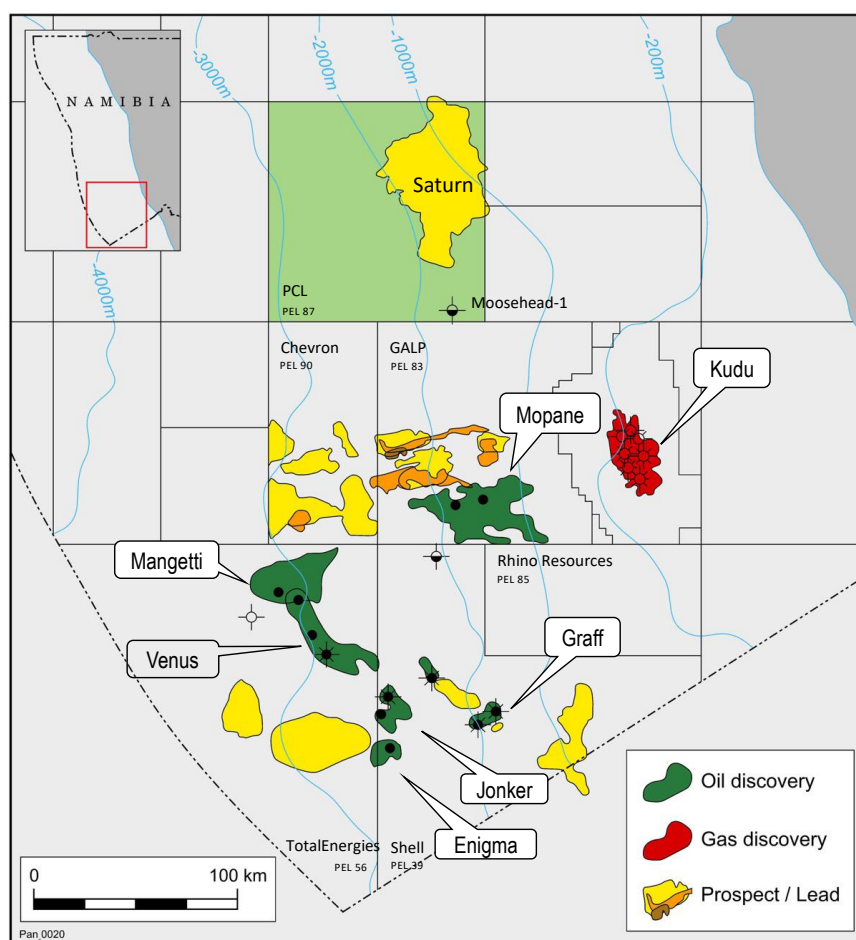 NAMIBIA
-3000m
-2000m
-1000m
-200m
-4000m
Saturn
PCL
PEL 87
Moosehead-1
Chevron
PEL 90
GALP
PEL 83
Kudu
Mopane
Mangetti
Rhino Resources
PEL 85
Venus
Graff
Jonker
Enigma
TotalEnergies
PEL 56
Shell
PEL 39
Oil discovery
Gas discovery
Prospect / Lead
0
100 km
Pan_0020